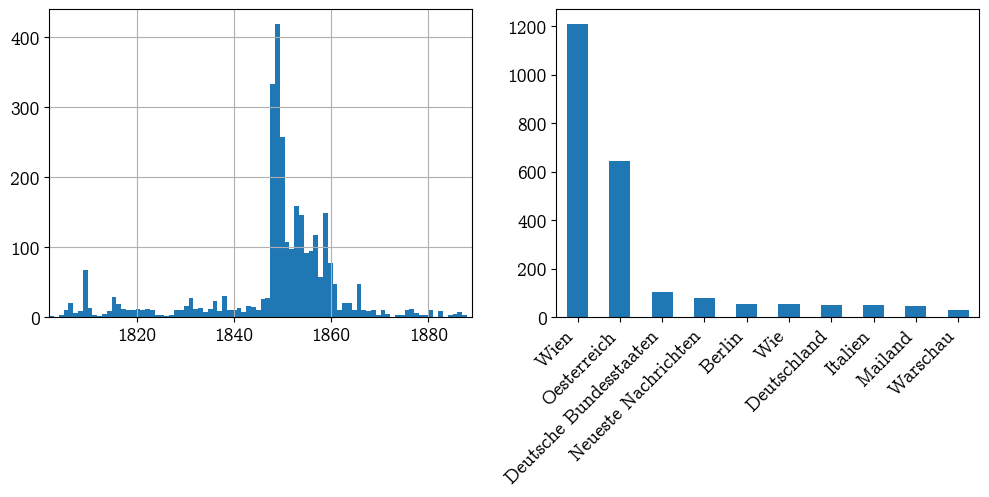 400
300
200
100
0
1820 1840 1860 1880
1200
1000
800
600
400
200
0
Wien
Oesterreich
Deutsche Bundesstaaten
Neueste Nachrichten
Berlin
Wie
Deutschland
Italien
Mailand
Warschau